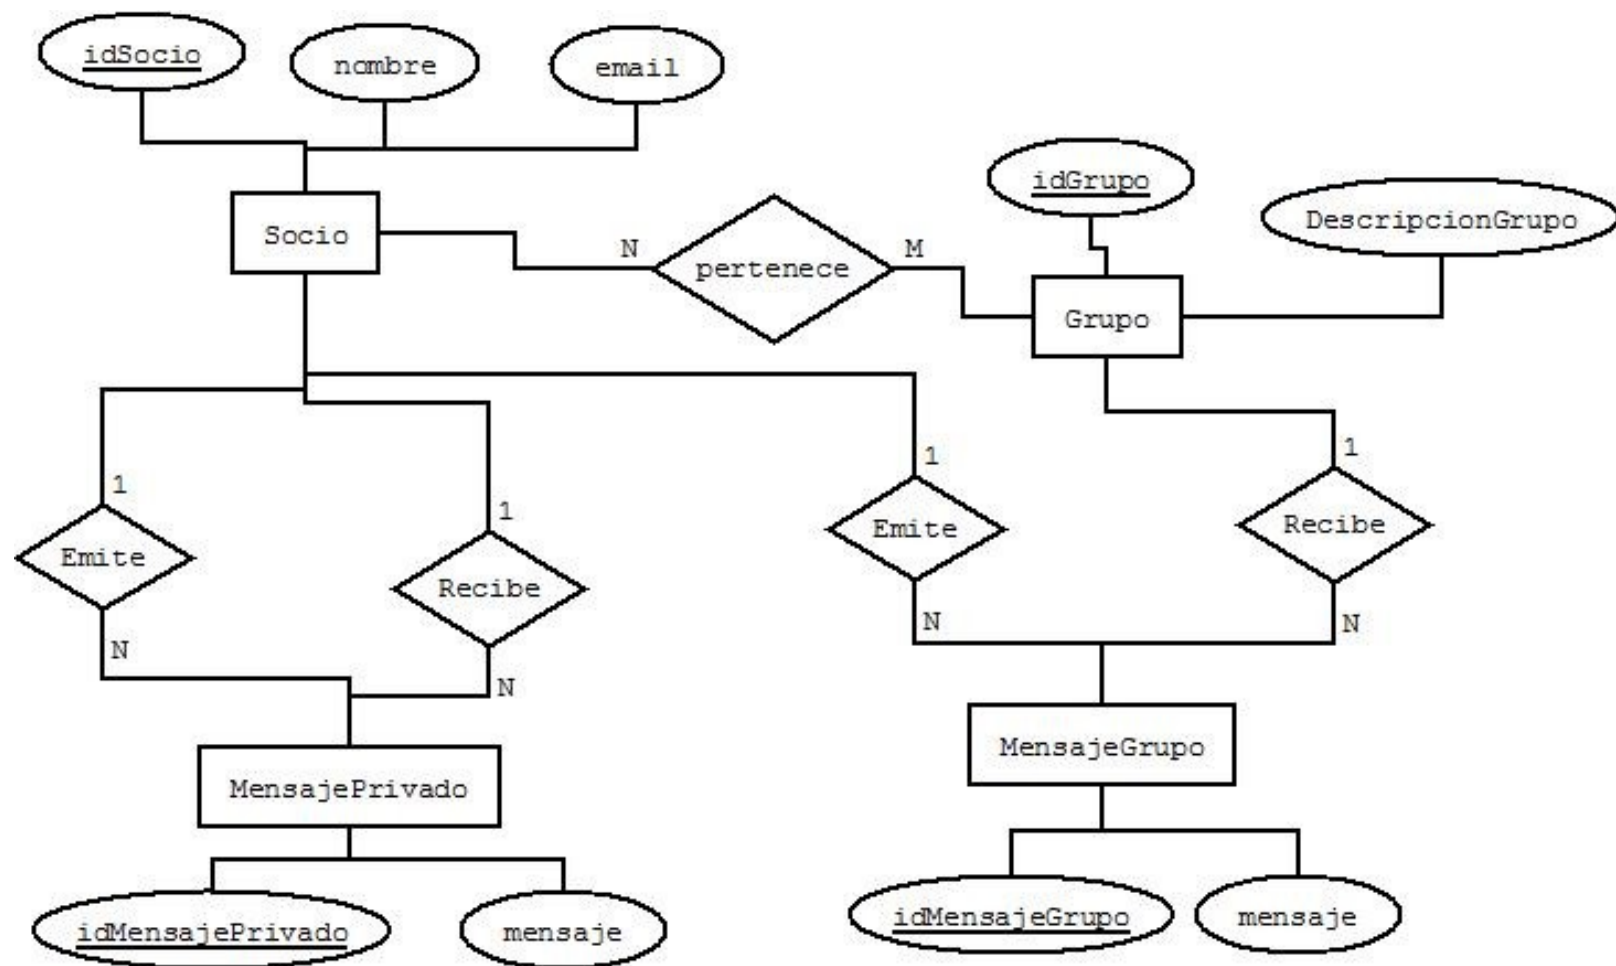 idSocio
nombre
email
idGrupo
DescripcionGrupo
Socio
N
pertenece
M
Grupo
1
1
1
1
Emite
Recibe
Emite
Recibe
N
N
N
N
MensajePrivado
MensajeGrupo
idMensajePrivado
mensaje
idMensajeGrupo
mensaje